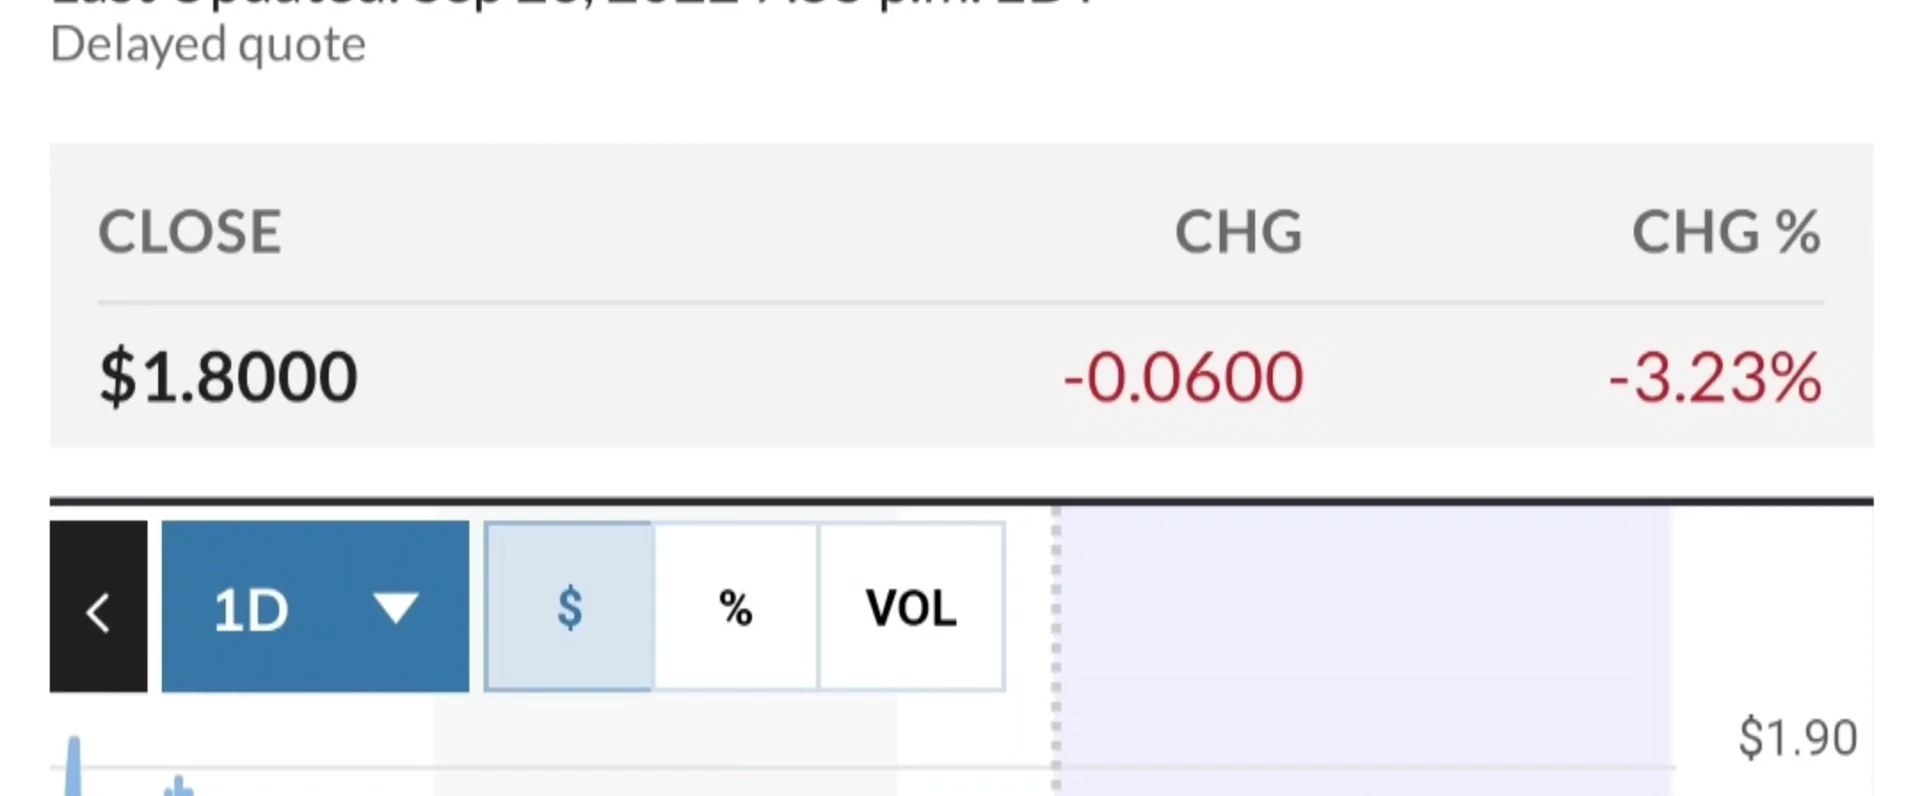 Delayed quote
CLOSE CHG CHG %
$1.8000 -0.0600 -3.23%
1D $ % VOL
$1.90